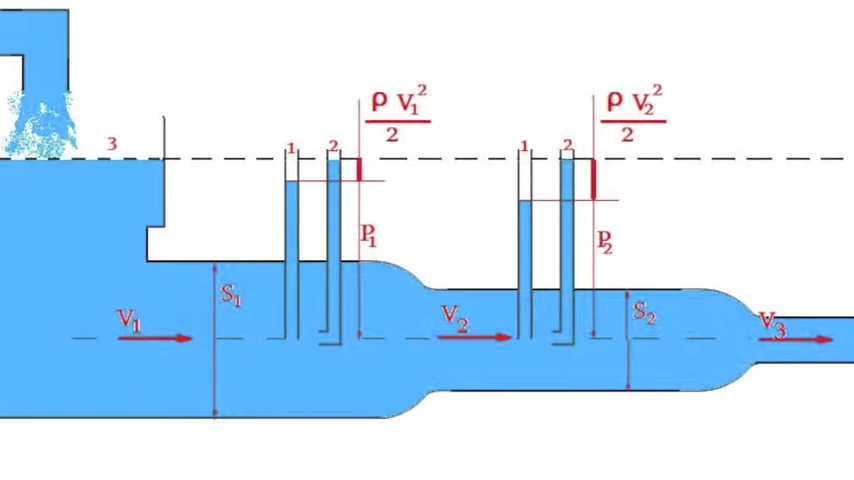 ρ V₁²
2
ρ V₂²
2
3
1
2
1
2
P₁
P₂
S₁
S₂
V₁
V₂
V₃